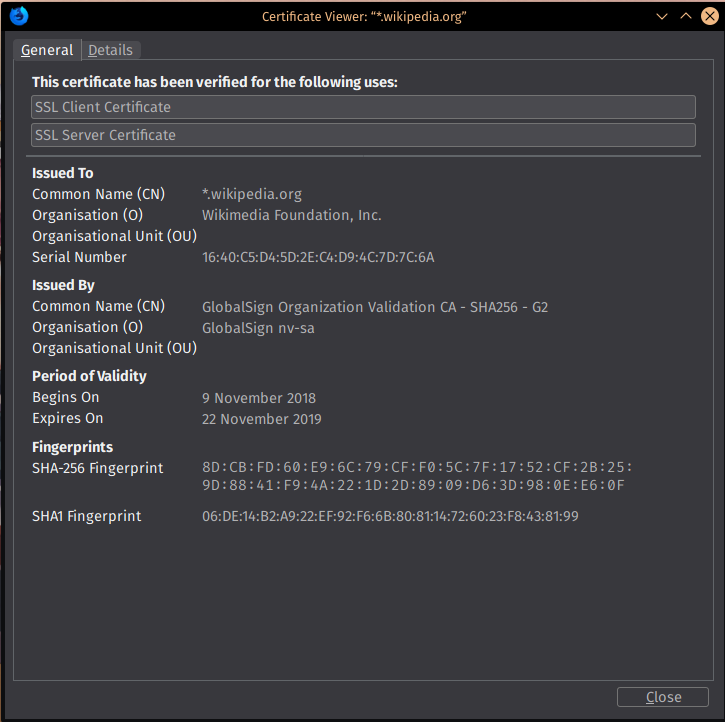 Certificate Viewer: “*.wikipedia.org”
General Details
This certificate has been verified for the following uses:
SSL Client Certificate
SSL Server Certificate
Issued To
Common Name (CN) *.wikipedia.org
Organisation (O) Wikimedia Foundation, Inc.
Organisational Unit (OU)
Serial Number 16:40:C5:D4:5D:2E:C4:D9:4C:7D:7C:6A
Issued By
Common Name (CN) GlobalSign Organization Validation CA - SHA256 - G2
Organisation (O) GlobalSign nv-sa
Organisational Unit (OU)
Period of Validity
Begins On 9 November 2018
Expires On 22 November 2019
Fingerprints
SHA-256 Fingerprint 8D:CB:FD:60:E9:6C:79:CF:F0:5C:7F:17:52:CF:2B:25:
9D:88:41:F9:4A:22:1D:2D:89:09:D6:3D:98:0E:E6:0F
SHA1 Fingerprint 06:DE:14:B2:A9:22:EF:92:F6:6B:80:81:14:72:60:23:F8:43:81:99
Close